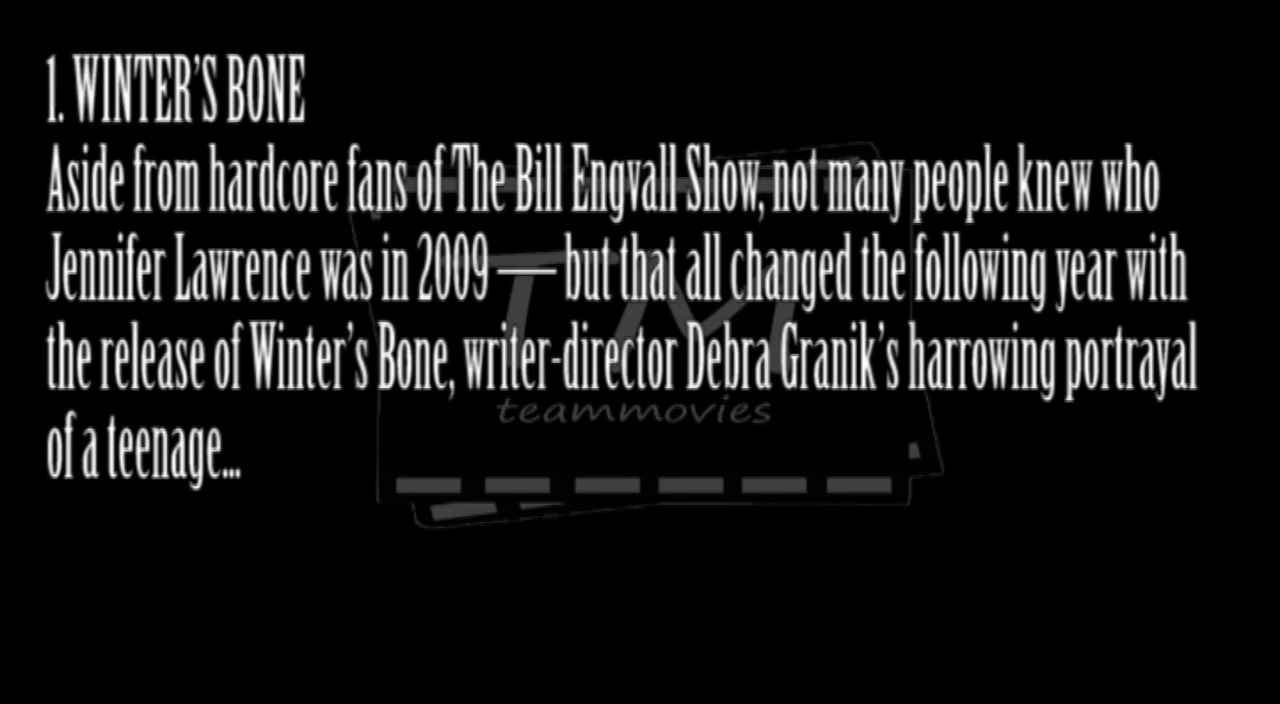 1. WINTER’S BONE
Aside from hardcore fans of The Bill Engvall Show, not many people knew who
Jennifer Lawrence was in 2009 — but that all changed the following year with
the release of Winter’s Bone, writer-director Debra Granik’s harrowing portrayal
of a teenage...
TM
teammovies